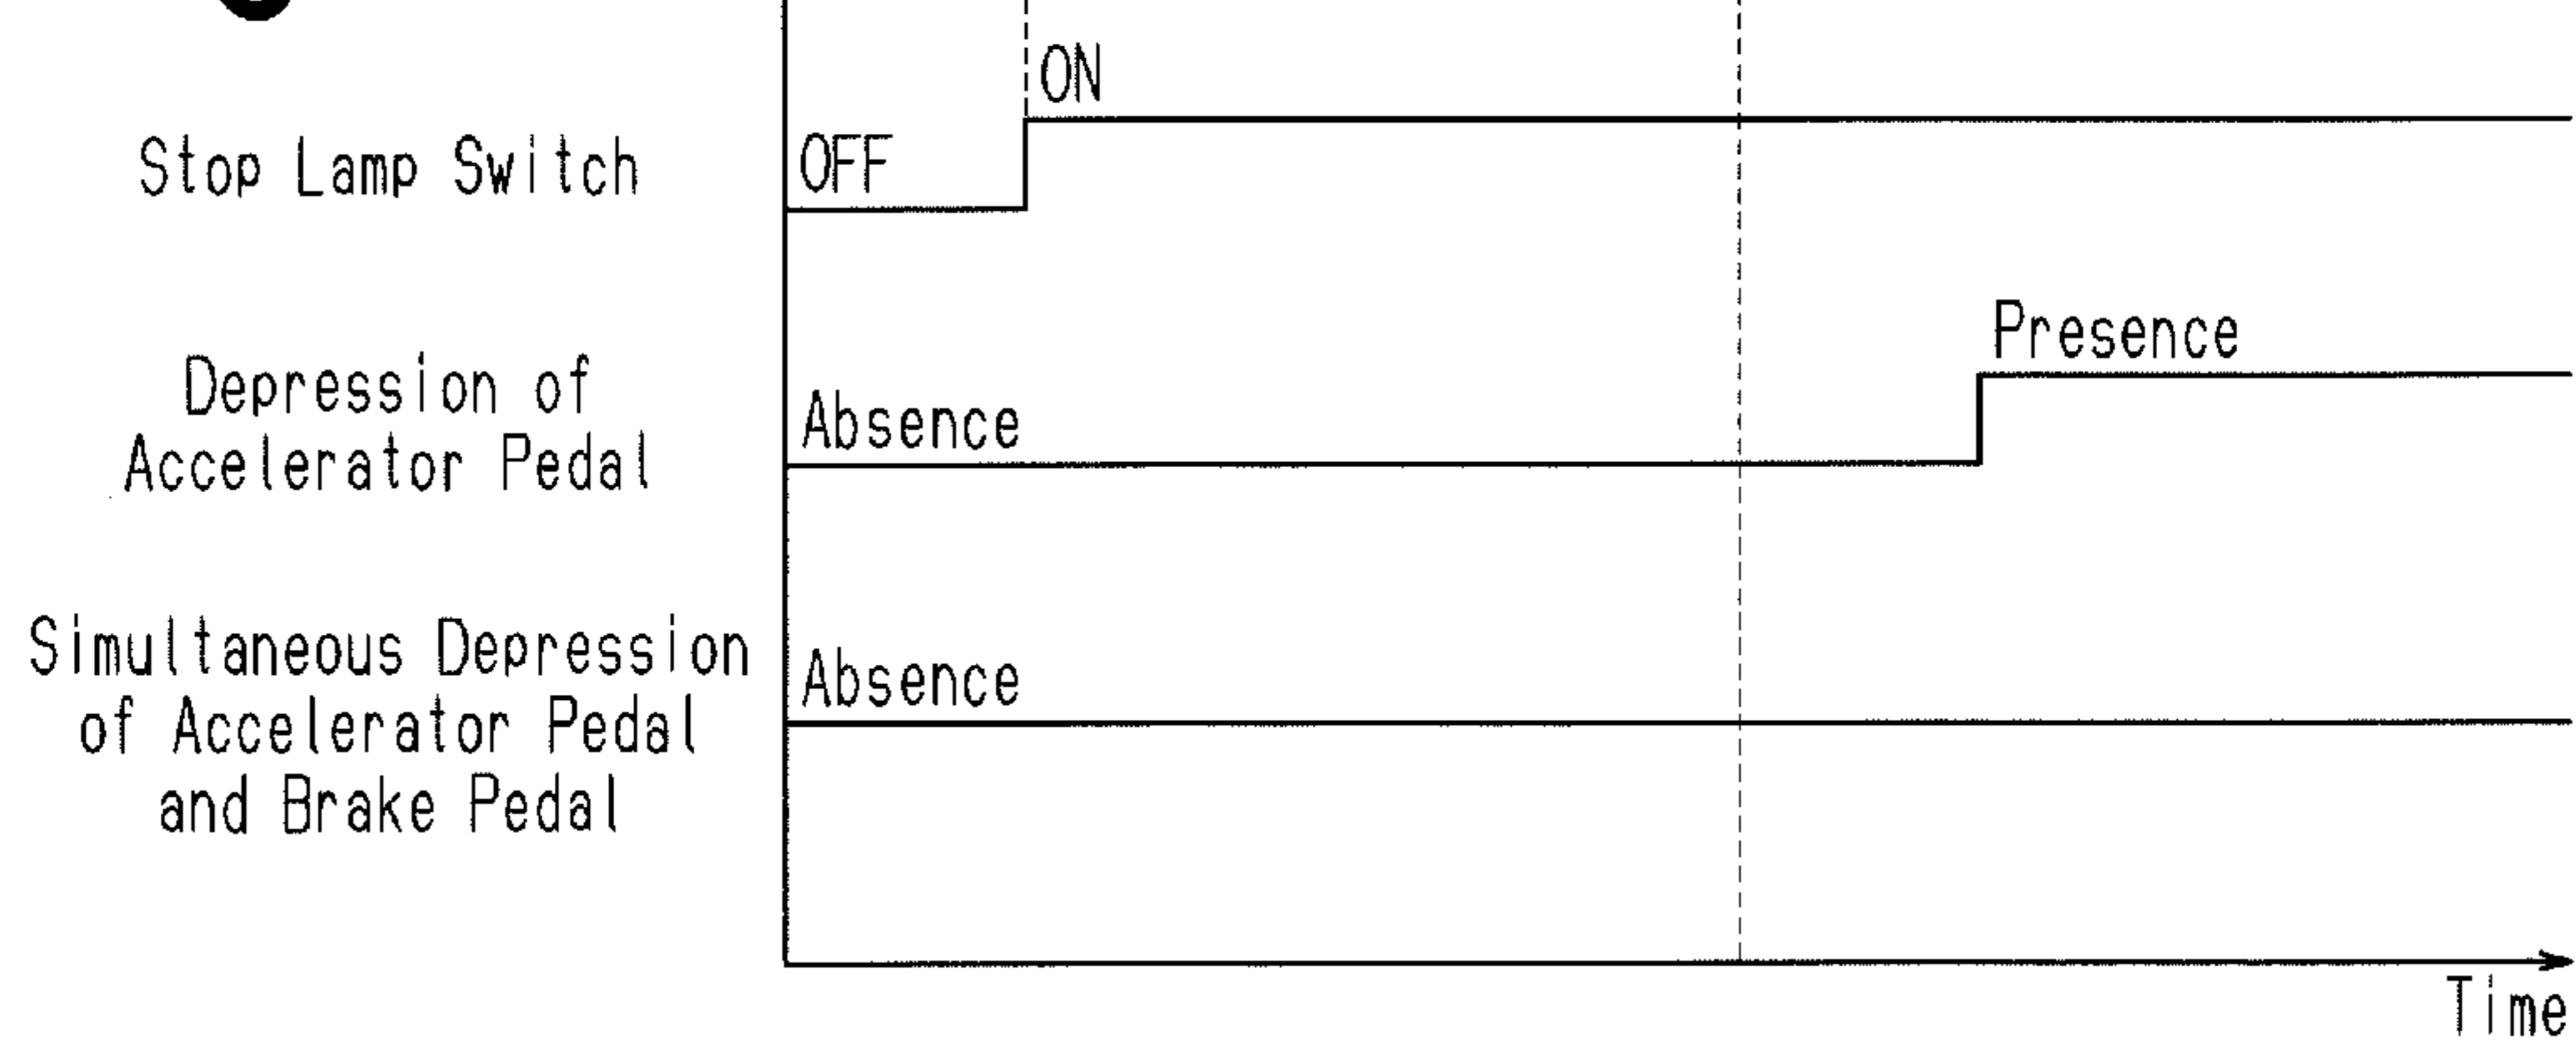 ON
Stop Lamp Switch
OFF
Presence
Depression of
Accelerator Pedal
Absence
Simultaneous Depression
of Accelerator Pedal
and Brake Pedal
Absence
Time